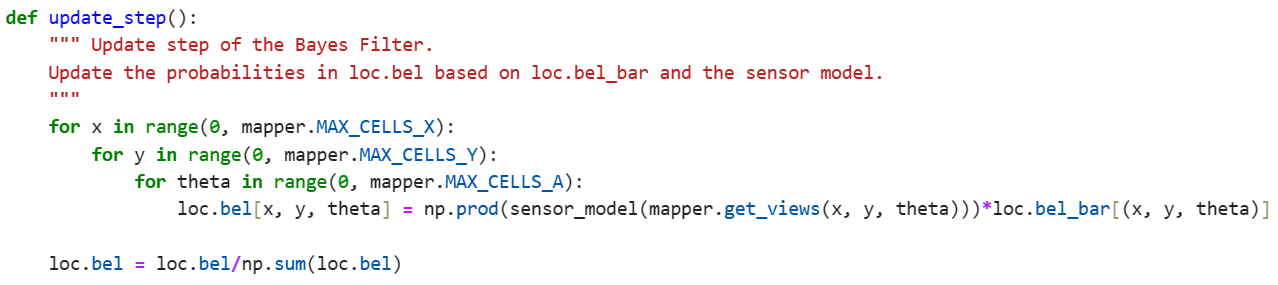 def update_step():
    """ Update step of the Bayes Filter.
    Update the probabilities in loc.bel based on loc.bel_bar and the sensor model.
    """
    for x in range(0, mapper.MAX_CELLS_X):
        for y in range(0, mapper.MAX_CELLS_Y):
            for theta in range(0, mapper.MAX_CELLS_A):
                loc.bel[x, y, theta] = np.prod(sensor_model(mapper.get_views(x, y, theta)))*loc.bel_bar[(x, y, theta)]

    loc.bel = loc.bel/np.sum(loc.bel)